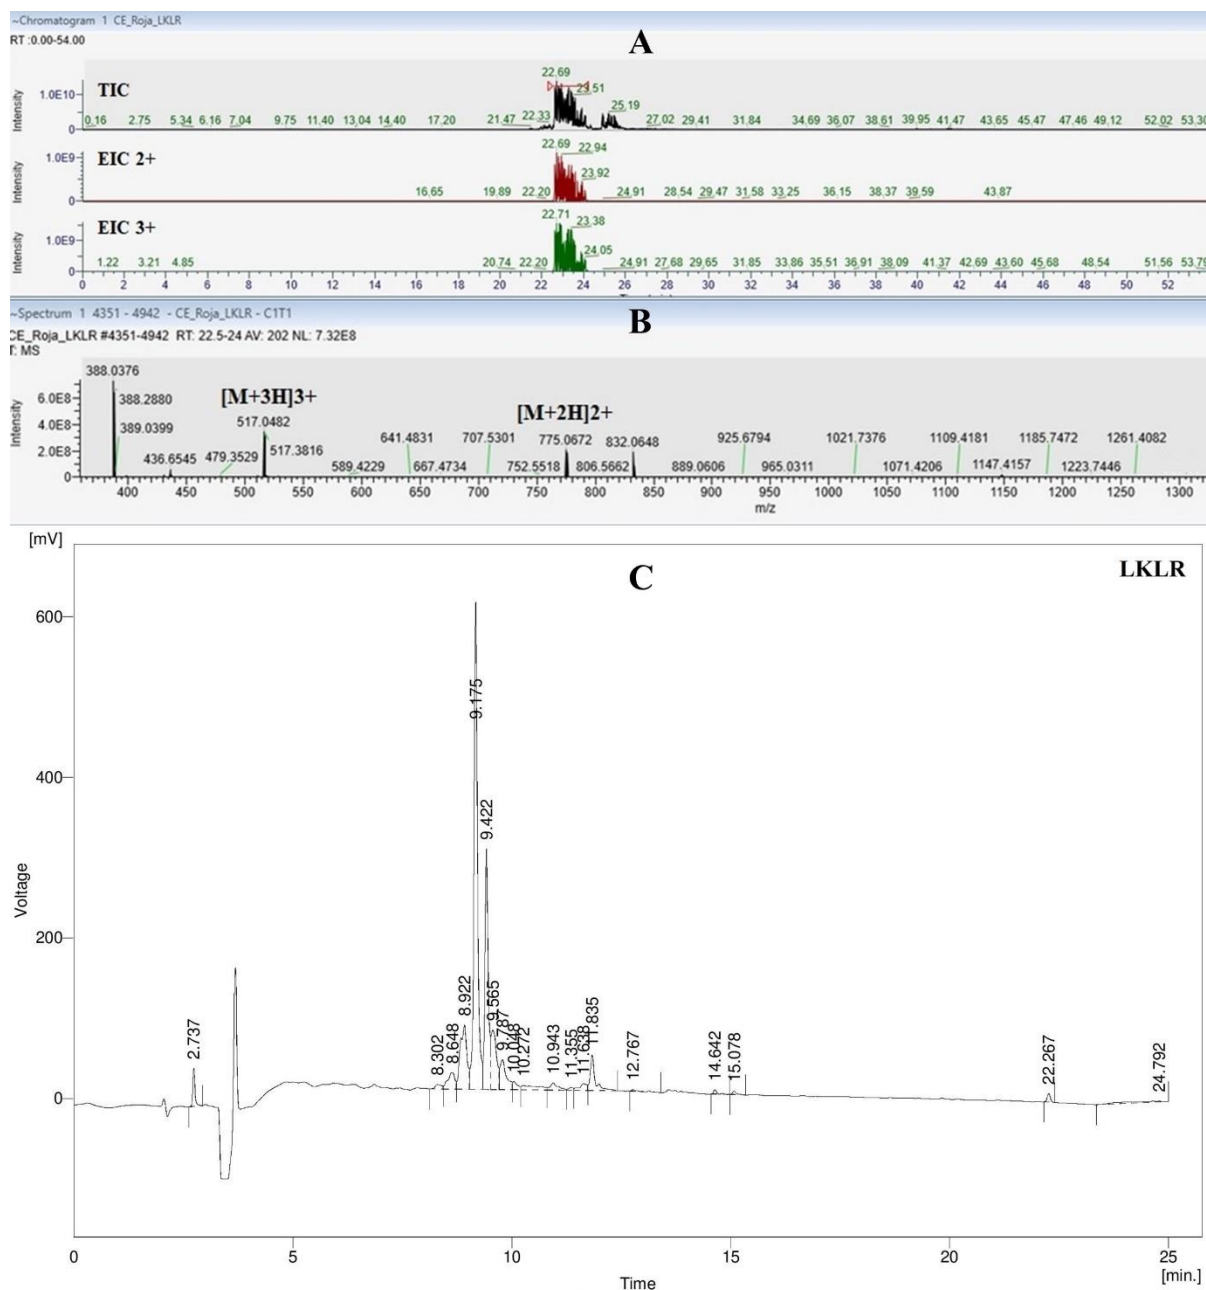 ~Chromatogram 1 CE_Roja_LKLR
RT :0.00-54.00
A
TIC
Intensity
1.0E10
0
0.16 2.75 5.34 6.16 7.04 9.75 11.40 13.04 14.40 17.20 21.47 22.33 22.69 23.51 25.19 27.02 29.41 31.84 34.69 36.07 38.61 39.95 41.47 43.65 45.47 47.46 49.12 52.02 53.30
EIC 2+
Intensity
1.0E9
0
16.65 19.89 22.20 22.69 22.94 23.92 24.91 28.54 29.47 31.58 33.25 36.15 38.37 39.59 43.87
EIC 3+
Intensity
1.0E9
0
1.22 3.21 4.85 20.74 22.20 22.71 23.38 24.05 24.91 27.68 29.65 31.85 33.86 35.51 36.91 38.09 41.37 42.69 43.60 45.68 48.54 51.56 53.79
0 2 4 6 8 10 12 14 16 18 20 22 24 26 28 30 32 34 36 38 40 42 44 46 48 50 52
~Spectrum 1 4351 - 4942 - CE_Roja_LKLR - C1T1
B
CE_Roja_LKLR #4351-4942 RT: 22.5-24 AV: 202 NL: 7.32E8
T: MS
Intensity
6.0E8
4.0E8
2.0E8
0
[M+3H]3+
[M+2H]2+
388.0376
388.2880
389.0399
436.6545
479.3529
517.0482
517.3816
589.4229
641.4831
667.4734
707.5301
752.5518
775.0672
806.5662
832.0648
889.0606
925.6794
965.0311
1021.7376
1071.4206
1109.4181
1147.4157
1185.7472
1223.7446
1261.4082
400 450 500 550 600 650 700 750 800 850 900 950 1000 1050 1100 1150 1200 1250 1300
m/z
[mV]
C
LKLR
Voltage
600
400
200
0
2.737
8.302
8.648
8.922
9.175
9.422
9.565
9.787
10.048
10.272
10.943
11.355
11.638
11.835
12.767
14.642
15.078
22.267
24.792
0 5 10 15 20 25
Time
[min.]